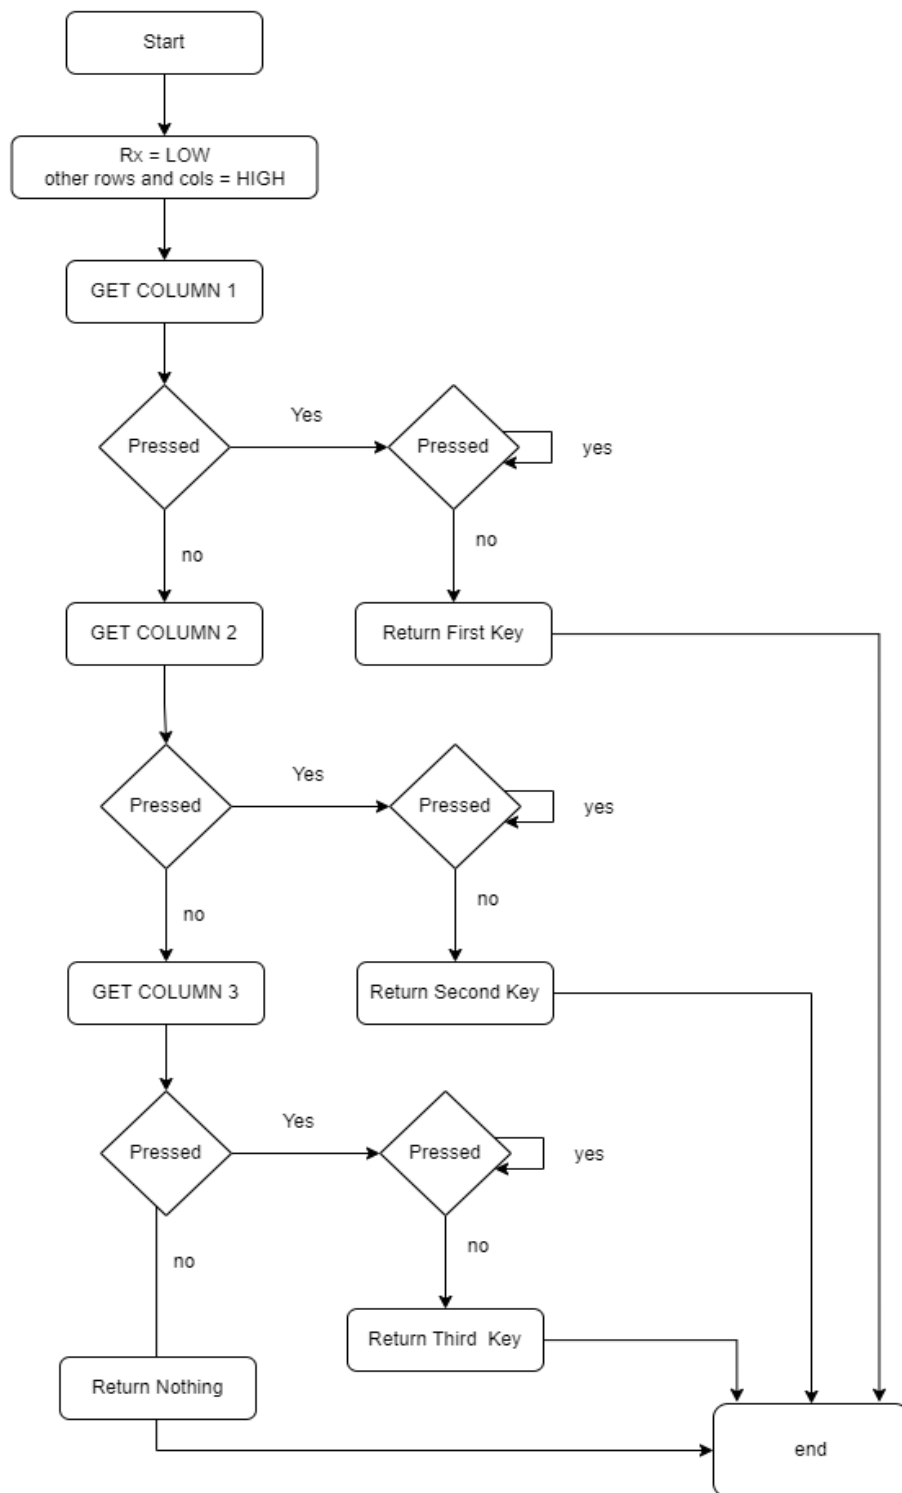 Start
Rx = LOW
other rows and cols = HIGH
GET COLUMN 1
Pressed
Yes
Pressed
yes
no
no
GET COLUMN 2
Return First Key
Pressed
Yes
Pressed
yes
no
no
GET COLUMN 3
Return Second Key
Pressed
Yes
Pressed
yes
no
no
Return Third Key
Return Nothing
end